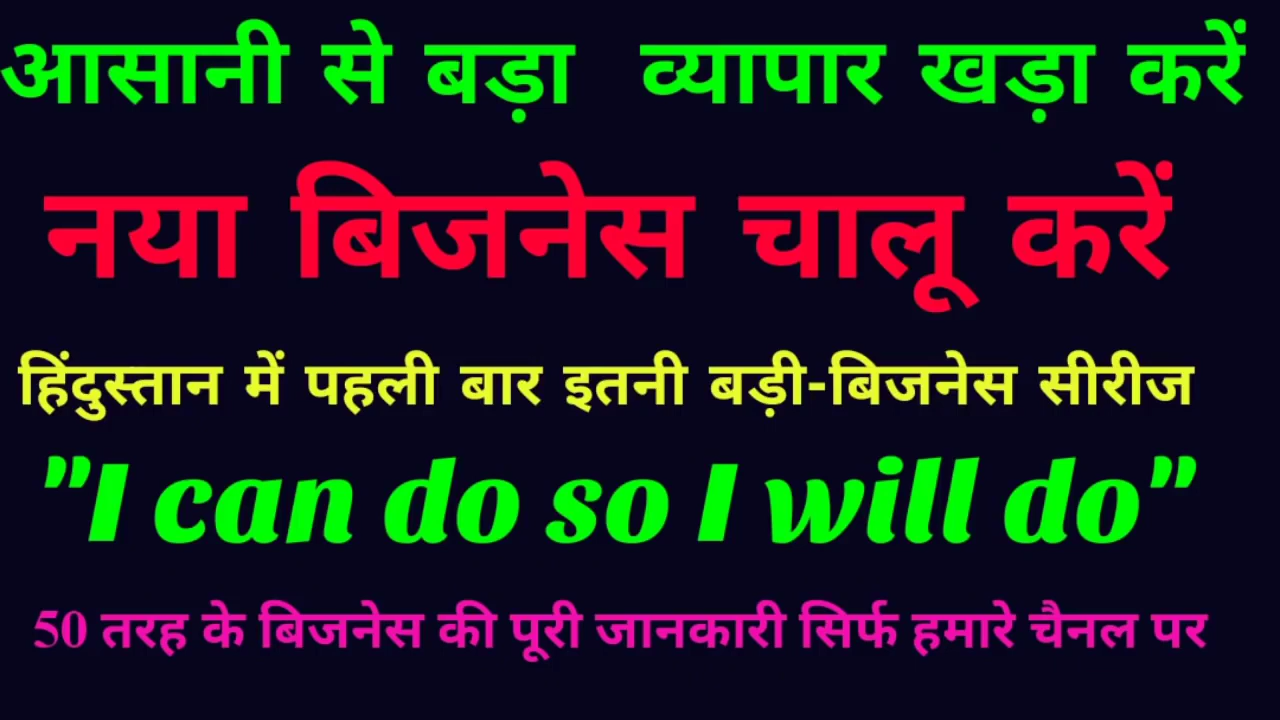 आसानी से बड़ा व्यापार खड़ा करें
नया बिजनेस चालू करें
हिंदुस्तान में पहली बार इतनी बड़ी-बिजनेस सीरीज
"I can do so I will do"
50 तरह के बिजनेस की पूरी जानकारी सिर्फ हमारे चैनल पर